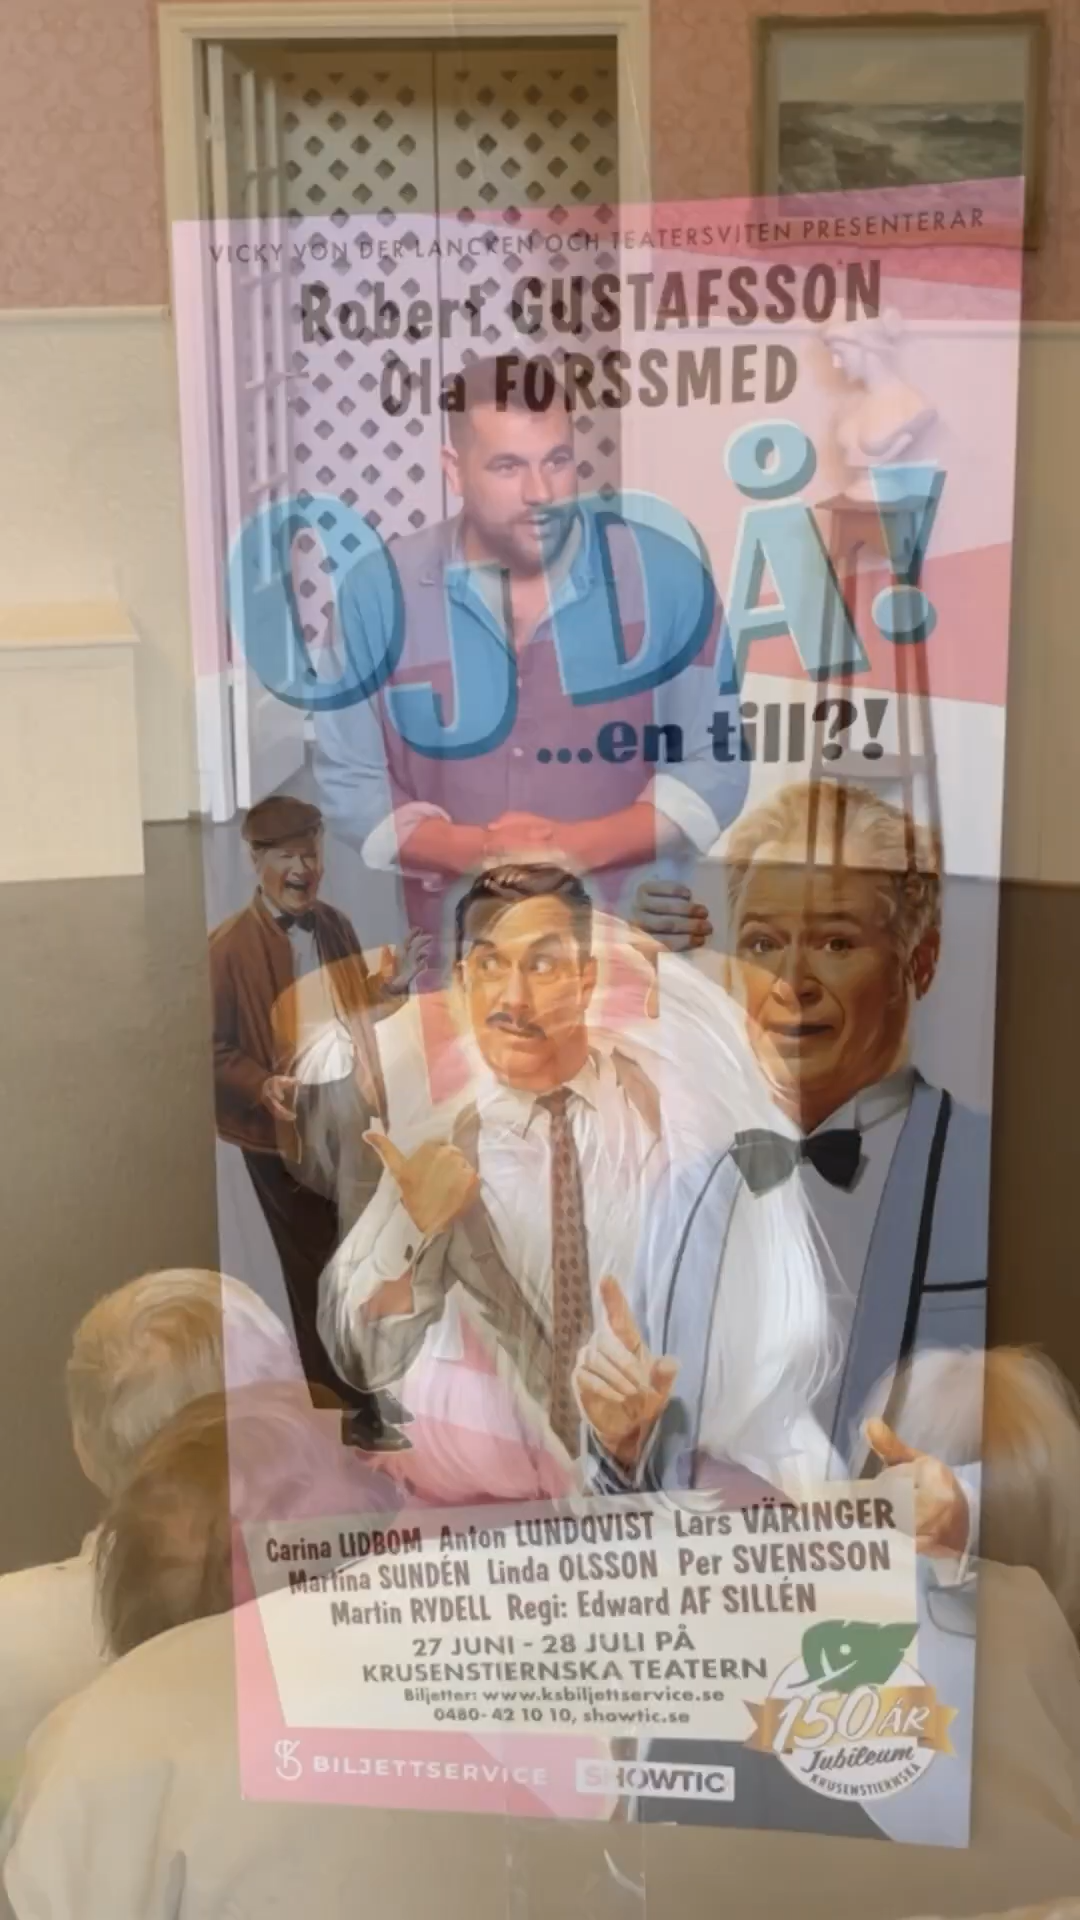 VICKY VON DER LANCKEN OCH TEATERSVITEN PRESENTERAR
Robert GUSTAFSSON
Ola FORSSMED
OJDÅ!
...en till?!
Carina LIDBOM Anton LUNDQVIST Lars VÄRINGER
Martina SUNDÉN Linda OLSSON Per SVENSSON
Martin RYDELL Regi: Edward AF SILLÉN
27 JUNI - 28 JULI PÅ
KRUSENSTIERNSKA TEATERN
Biljetter: www.ksbiljettservice.se
0480-42 10 10, showtic.se
150 ÅR
Jubileum
KRUSENSTIERNSKA
BILJETTSERVICE
SHOWTIC